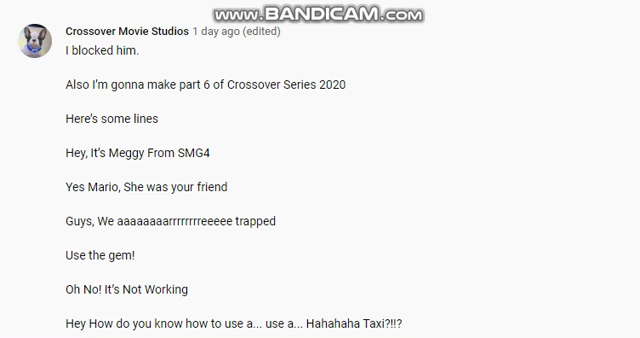 www.BANDICAM.com
Crossover Movie Studios 1 day ago (edited)
I blocked him.
Also I'm gonna make part 6 of Crossover Series 2020
Here's some lines
Hey, It's Meggy From SMG4
Yes Mario, She was your friend
Guys, We aaaaaaaarrrrrrrreeeee trapped
Use the gem!
Oh No! It's Not Working
Hey How do you know how to use a... use a... Hahahaha Taxi?!!?